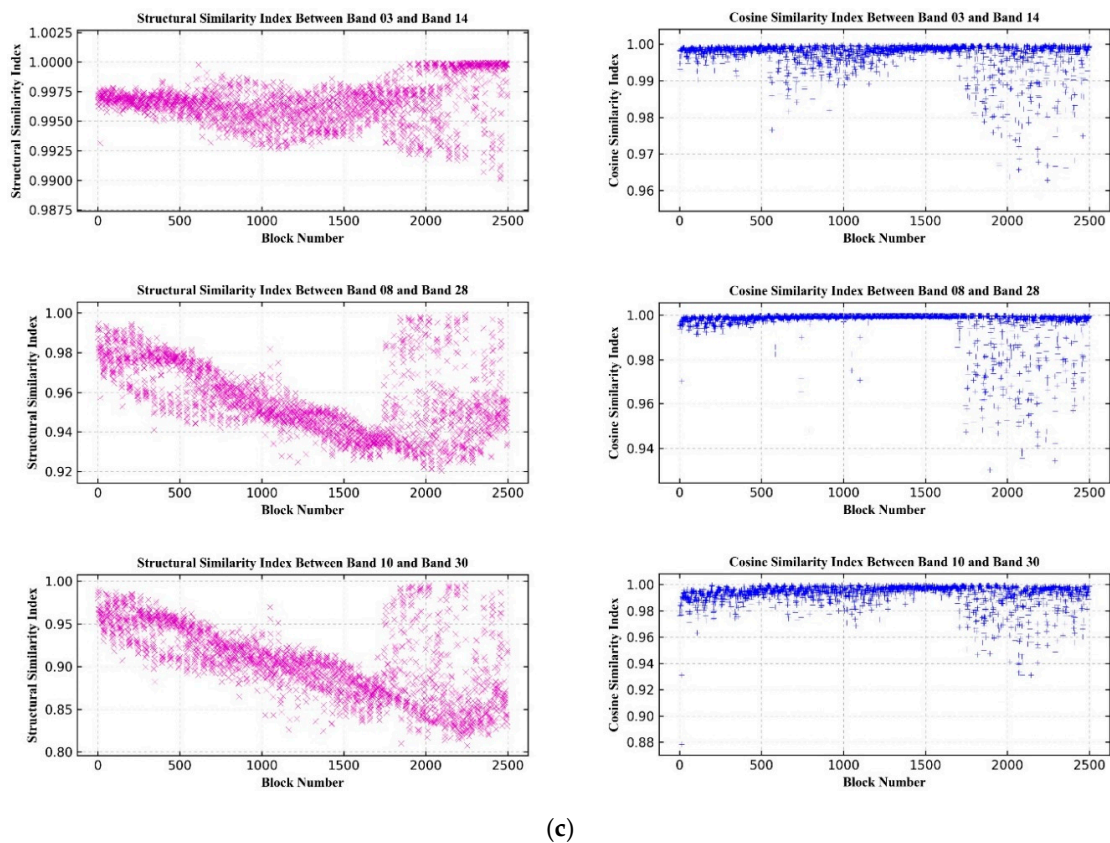 Structural Similarity Index Between Band 03 and Band 14
Structural Similarity Index
1.0025
1.0000
0.9975
0.9950
0.9925
0.9900
0.9875
0 500 1000 1500 2000 2500
Block Number
Cosine Similarity Index Between Band 03 and Band 14
Cosine Similarity Index
1.00
0.99
0.98
0.97
0.96
0 500 1000 1500 2000 2500
Block Number
Structural Similarity Index Between Band 08 and Band 28
Structural Similarity Index
1.00
0.98
0.96
0.94
0.92
0 500 1000 1500 2000 2500
Block Number
Cosine Similarity Index Between Band 08 and Band 28
Cosine Similarity Index
1.00
0.98
0.96
0.94
0 500 1000 1500 2000 2500
Block Number
Structural Similarity Index Between Band 10 and Band 30
Structural Similarity Index
1.00
0.95
0.90
0.85
0.80
0 500 1000 1500 2000 2500
Block Number
Cosine Similarity Index Between Band 10 and Band 30
Cosine Similarity Index
1.00
0.98
0.96
0.94
0.92
0.90
0.88
0 500 1000 1500 2000 2500
Block Number
(c)